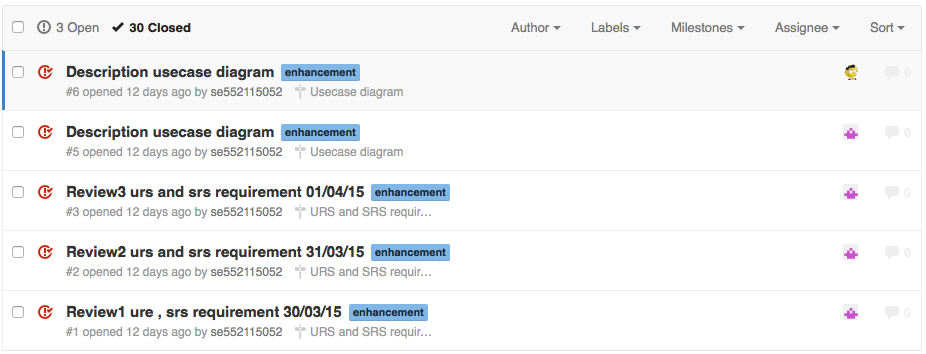 3 Open 30 Closed Author Labels Milestones Assignee Sort
Description usecase diagram enhancement
0
#6 opened 12 days ago by se552115052 Usecase diagram
Description usecase diagram enhancement
0
#5 opened 12 days ago by se552115052 Usecase diagram
Review3 urs and srs requirement 01/04/15 enhancement
0
#3 opened 12 days ago by se552115052 URS and SRS requir...
Review2 urs and srs requirement 31/03/15 enhancement
0
#2 opened 12 days ago by se552115052 URS and SRS requir...
Review1 ure , srs requirement 30/03/15 enhancement
0
#1 opened 12 days ago by se552115052 URS and SRS requir...